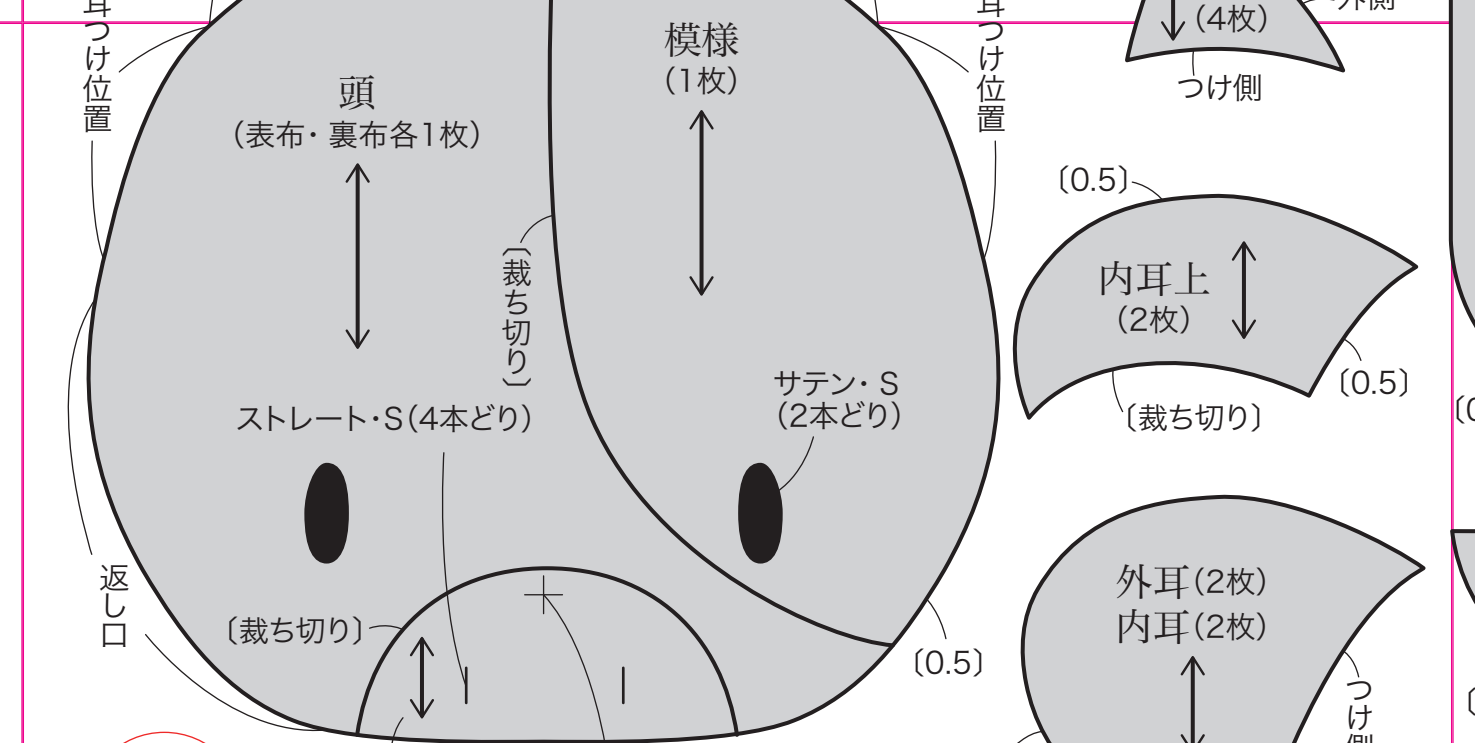 耳つけ位置
頭
(表布・裏布各1枚)
模様
(1枚)
耳つけ位置
(4枚)
外側
つけ側
〔裁ち切り〕
ストレート・S(4本どり)
サテン・S
(2本どり)
返し口
〔裁ち切り〕
〔0.5〕
〔0.5〕
内耳上
(2枚)
〔0.5〕
〔裁ち切り〕
外耳(2枚)
内耳(2枚)
つけ側